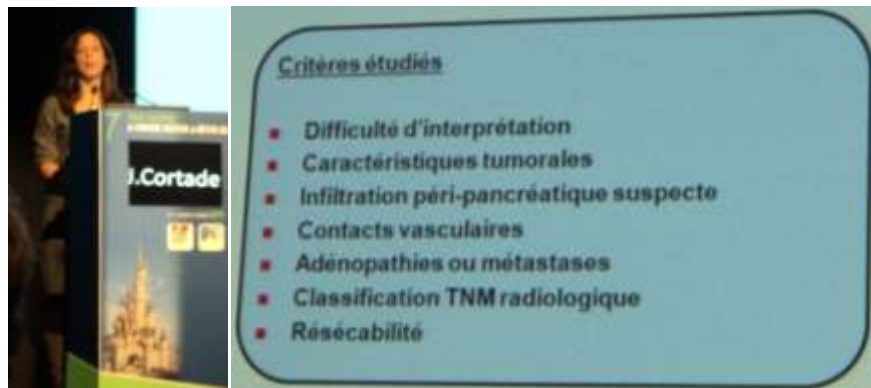 J.Cortade
Critères étudiés
Difficulté d'interprétation
Caractéristiques tumorales
Infiltration péri-pancréatique suspecte
Contacts vasculaires
Adénopathies ou métastases
Classification TNM radiologique
Résécabilité